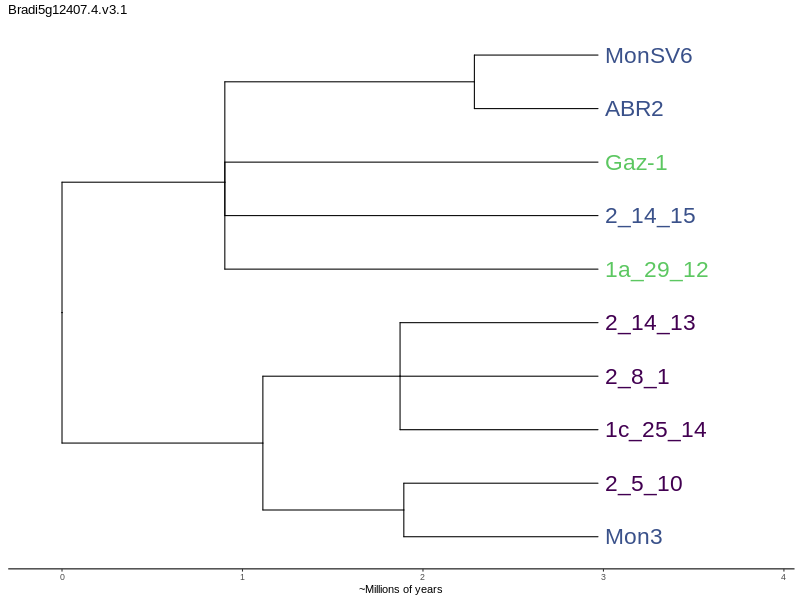 Bradi5g12407.4.v3.1
MonSV6
ABR2
Gaz-1
2_14_15
1a_29_12
2_14_13
2_8_1
1c_25_14
2_5_10
Mon3
0 1 2 3 4
~Millions of years